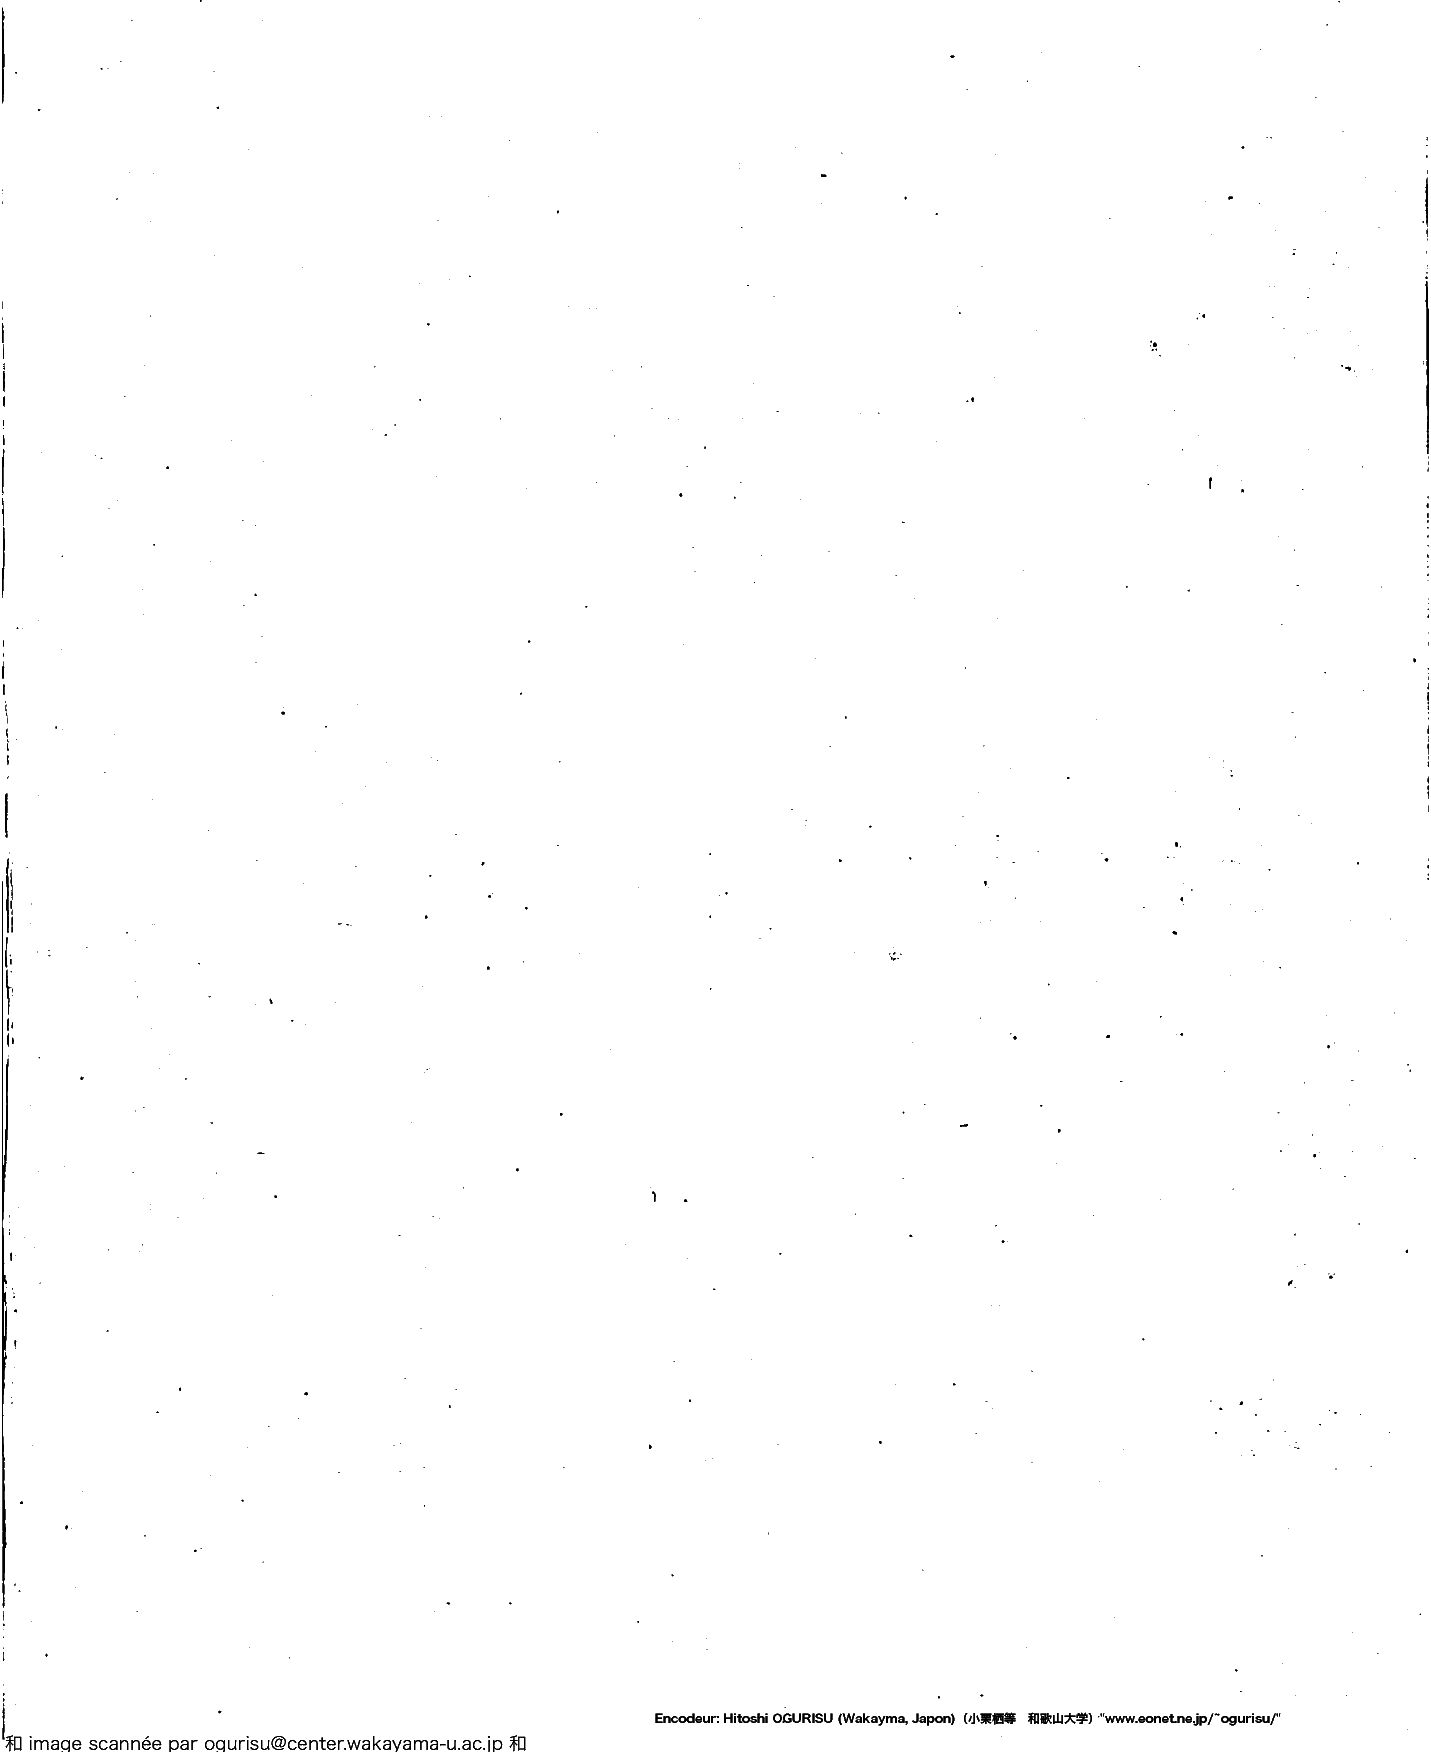 Encodeur: Hitoshi OGURISU (Wakayma, Japon) (小栗栖等　和歌山大学) "www.eonet.ne.jp/~ogurisu/"
和 image scannée par ogurisu@center.wakayama-u.ac.jp 和